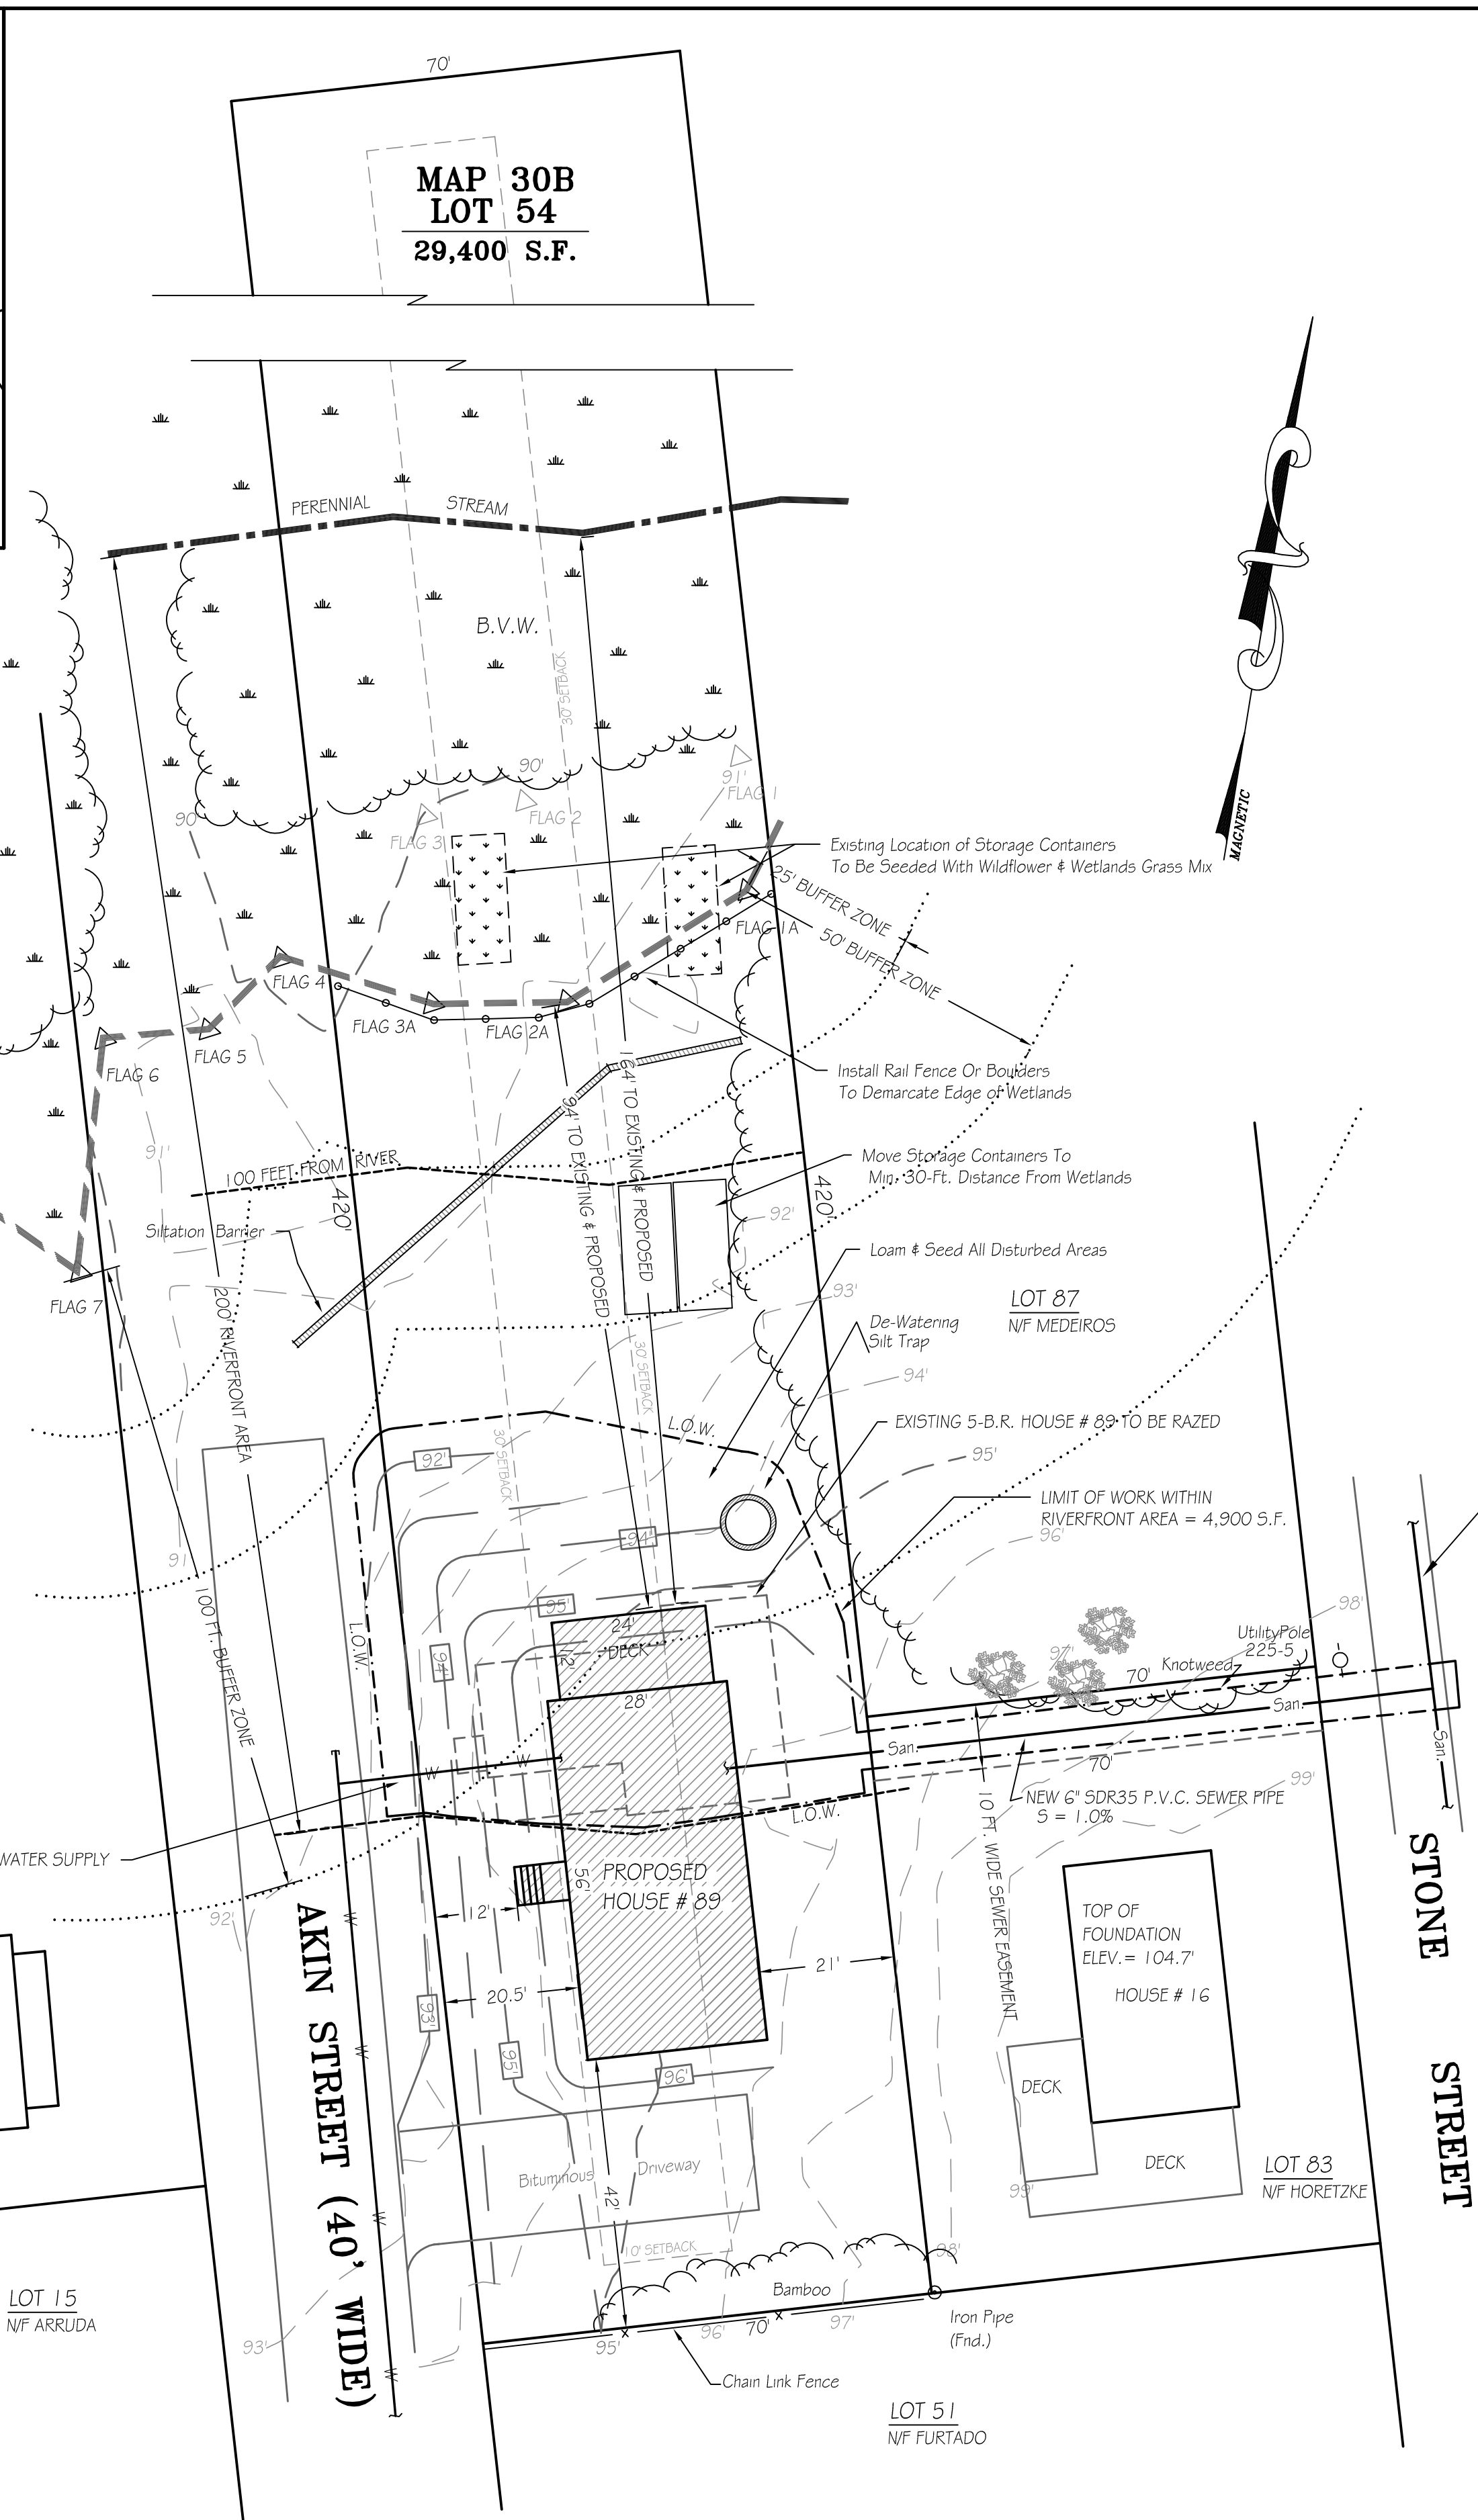 70'
MAP 30B
LOT 54
29,400 S.F.
PERENNIAL STREAM
B.V.W.
30' SETBACK
MAGNETIC
90'
91'
FLAG 1
FLAG 2
FLAG 3
90'
Existing Location of Storage Containers
To Be Seeded With Wildflower & Wetlands Grass Mix
25' BUFFER ZONE
FLAG 1A
50' BUFFER ZONE
FLAG 4
FLAG 3A
FLAG 2A
FLAG 5
FLAG 6
Install Rail Fence Or Boulders
To Demarcate Edge of Wetlands
164' TO EXISTING & PROPOSED
94' TO EXISTING & PROPOSED
91'
100 FEET FROM RIVER
Move Storage Containers To
Min. 30-Ft. Distance From Wetlands
420'
420'
92'
Siltation Barrier
Loam & Seed All Disturbed Areas
FLAG 7
200' RIVERFRONT AREA
93'
LOT 87
N/F MEDEIROS
De-Watering
Silt Trap
30' SETBACK
94'
L.O.W.
EXISTING 5-B.R. HOUSE # 89 TO BE RAZED
92'
30' SETBACK
95'
LIMIT OF WORK WITHIN
RIVERFRONT AREA = 4,900 S.F.
96'
94'
91'
100 FT. BUFFER ZONE
95'
98'
L.O.W.
24'
DECK
12'
94'
Utility Pole
225-5
97'
Knotweed
70'
28'
San.
San.
San.
W
W
70'
99'
NEW 6" SDR35 P.V.C. SEWER PIPE
S = 1.0%
L.O.W.
10 FT. WIDE SEWER EASEMENT
WATER SUPPLY
PROPOSED
HOUSE # 89
56'
12'
92'
TOP OF
FOUNDATION
ELEV.= 104.7'
HOUSE # 16
STONE STREET
W
AKIN STREET (40' WIDE)
21'
20.5'
93'
95'
W
96'
DECK
DECK
Bituminous Driveway
42'
99'
LOT 83
N/F HORETZKE
W
10' SETBACK
98'
Bamboo
LOT 15
N/F ARRUDA
93'
95'
96'
70'
97'
Iron Pipe
(Fnd.)
W
Chain Link Fence
LOT 51
N/F FURTADO